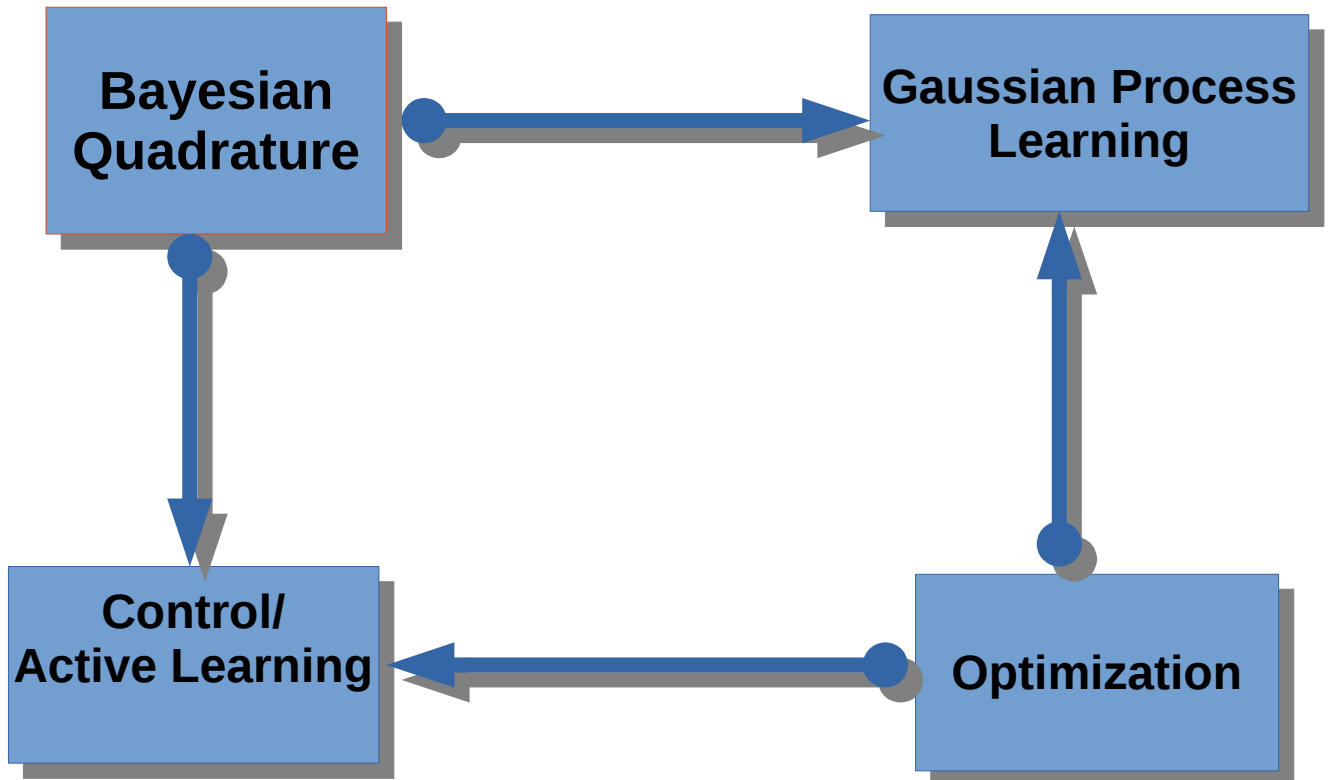 Bayesian
Quadrature
Gaussian Process
Learning
Control/
Active Learning
Optimization